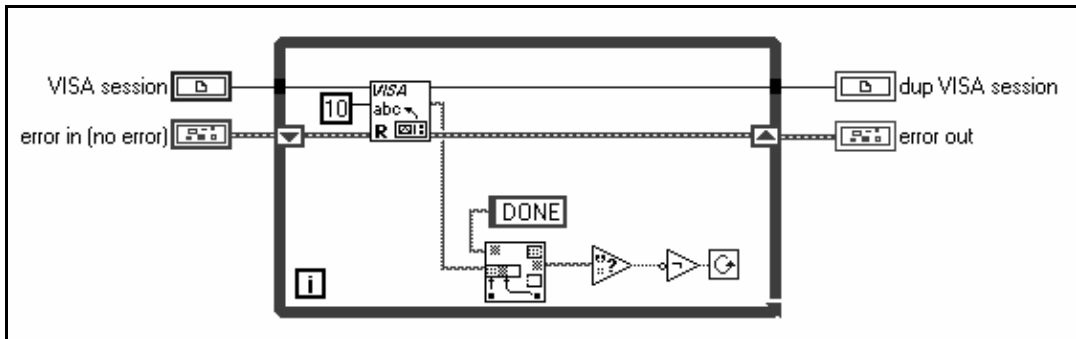 VISA session
VISA
abc
R
10
dup VISA session
error in (no error)
error out
DONE
"?
i